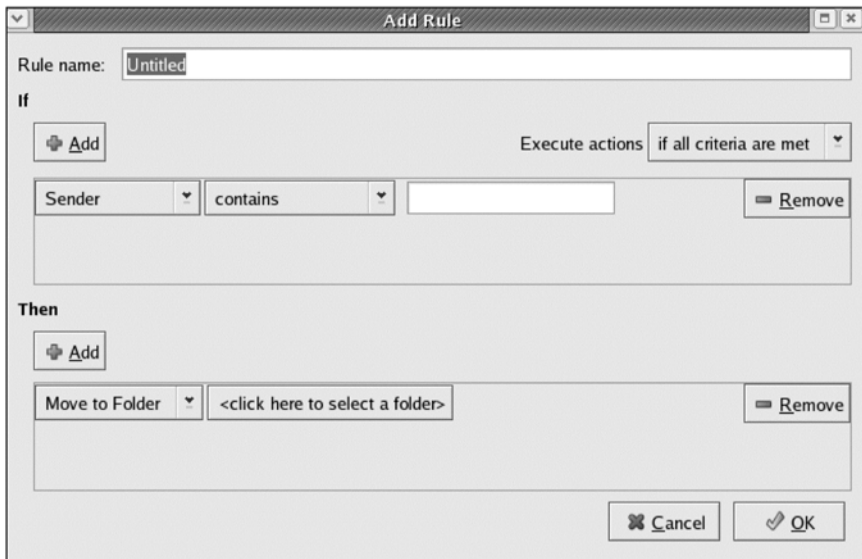 Add Rule
Rule name: Untitled
If
Add
Execute actions if all criteria are met
Sender contains Remove
Then
Add
Move to Folder <click here to select a folder> Remove
Cancel OK